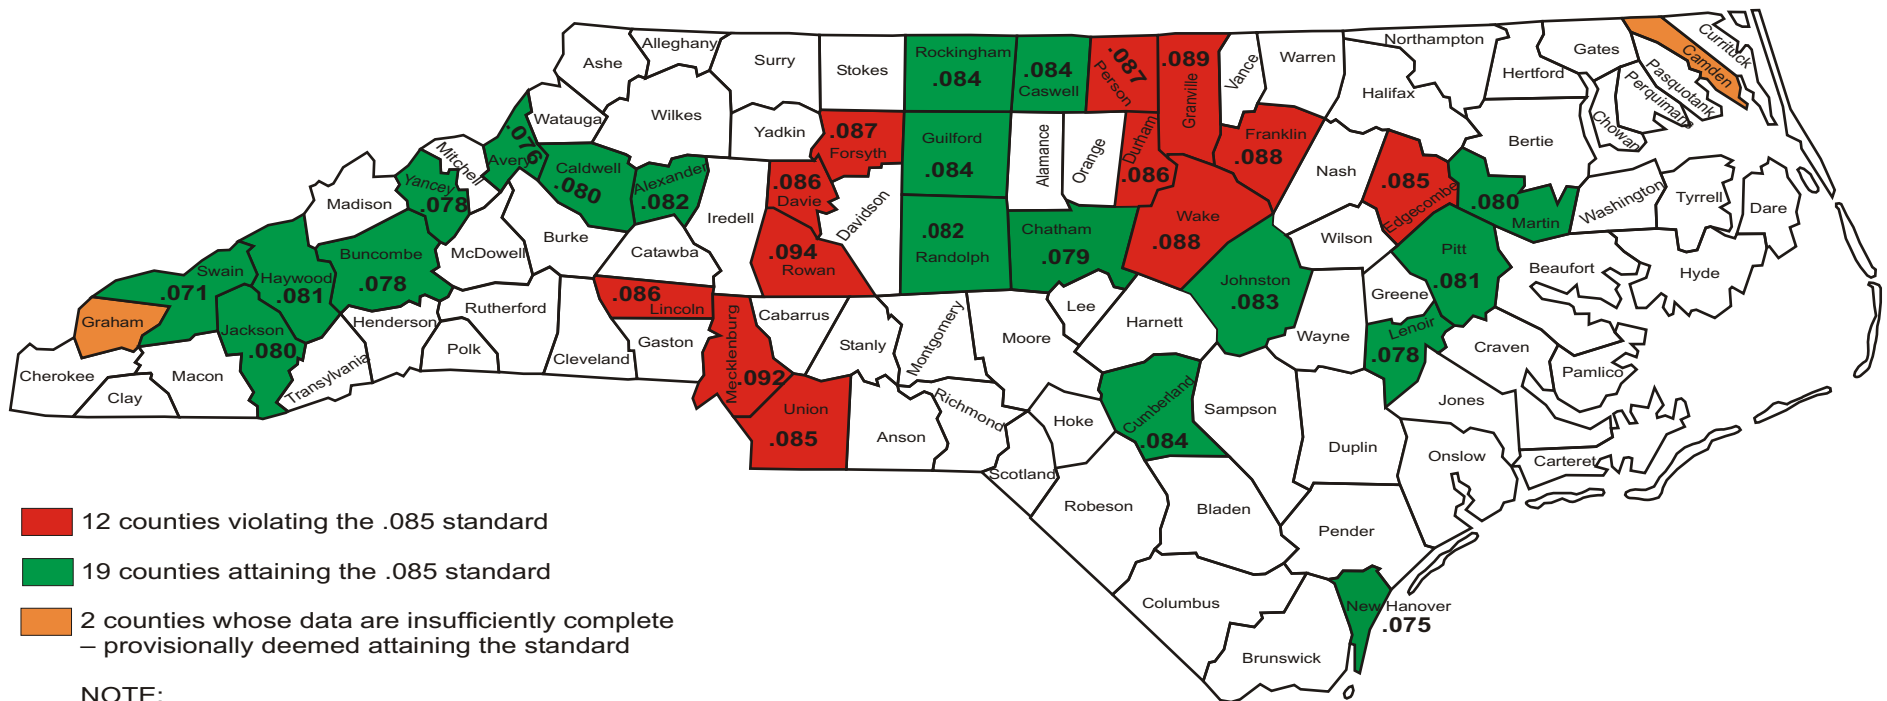 Ashe
Alleghany
Surry
Stokes
Rockingham
.084
.084
Caswell
.087
Person
.089
Granville
Vance
Warren
Northampton
Halifax
Hertford
Gates
Currituck
Camden
Pasquotank
Perquimans
Chowan
Bertie
Watauga
Wilkes
Yadkin
.087
Forsyth
Guilford
.084
Alamance
Orange
Durham
.086
Franklin
.088
Nash
.085
Edgecombe
.080
Martin
Washington
Tyrrell
Dare
Mitchell
.076
Avery
Caldwell
.080
Alexander
.082
Iredell
.086
Davie
Davidson
Yancey
.078
Madison
Buncombe
.078
McDowell
Burke
Catawba
.094
Rowan
.082
Randolph
Chatham
.079
Wake
.088
Wilson
Pitt
.081
Beaufort
Hyde
Swain
.071
Haywood
.081
Graham
Jackson
.080
Henderson
Rutherford
Polk
Cleveland
.086
Lincoln
Gaston
Mecklenburg
.092
Cabarrus
Stanly
Montgomery
Moore
Lee
Harnett
Johnston
.083
Wayne
Greene
Lenoir
.078
Craven
Pamlico
Cherokee
Clay
Macon
Transylvania
Union
.085
Anson
Richmond
Scotland
Hoke
Cumberland
.084
Sampson
Duplin
Jones
Onslow
Carteret
Robeson
Bladen
Pender
Columbus
Brunswick
New Hanover
.075
12 counties violating the .085 standard
19 counties attaining the .085 standard
2 counties whose data are insufficiently complete
– provisionally deemed attaining the standard
NOTE: